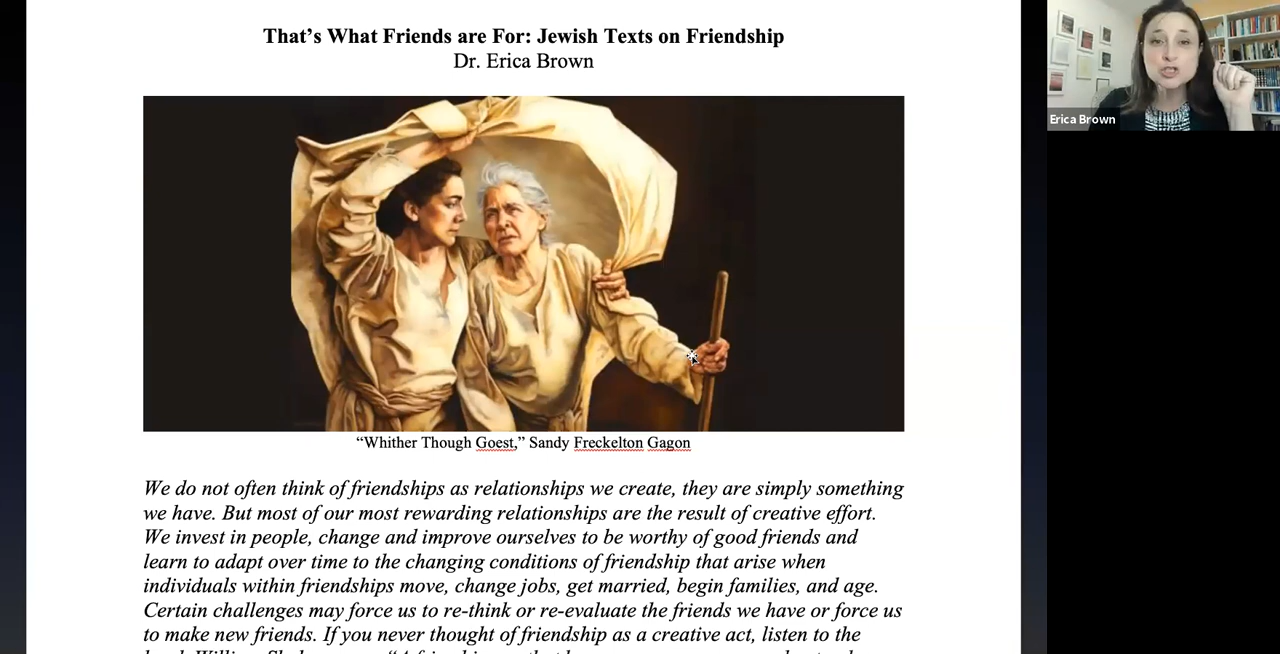 That's What Friends are For: Jewish Texts on Friendship
Dr. Erica Brown
Erica Brown
“Whither Though Goest,” Sandy Freckelton Gagon
We do not often think of friendships as relationships we create, they are simply something
we have. But most of our most rewarding relationships are the result of creative effort.
We invest in people, change and improve ourselves to be worthy of good friends and
learn to adapt over time to the changing conditions of friendship that arise when
individuals within friendships move, change jobs, get married, begin families, and age.
Certain challenges may force us to re-think or re-evaluate the friends we have or force us
to make new friends. If you never thought of friendship as a creative act, listen to the